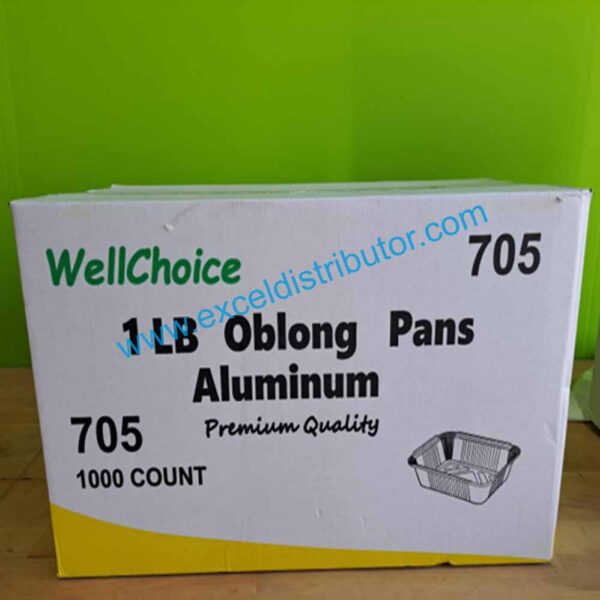 WellChoice
705
1 LB Oblong Pans
Aluminum
Premium Quality
705
1000 COUNT
www.exceldistributor.com